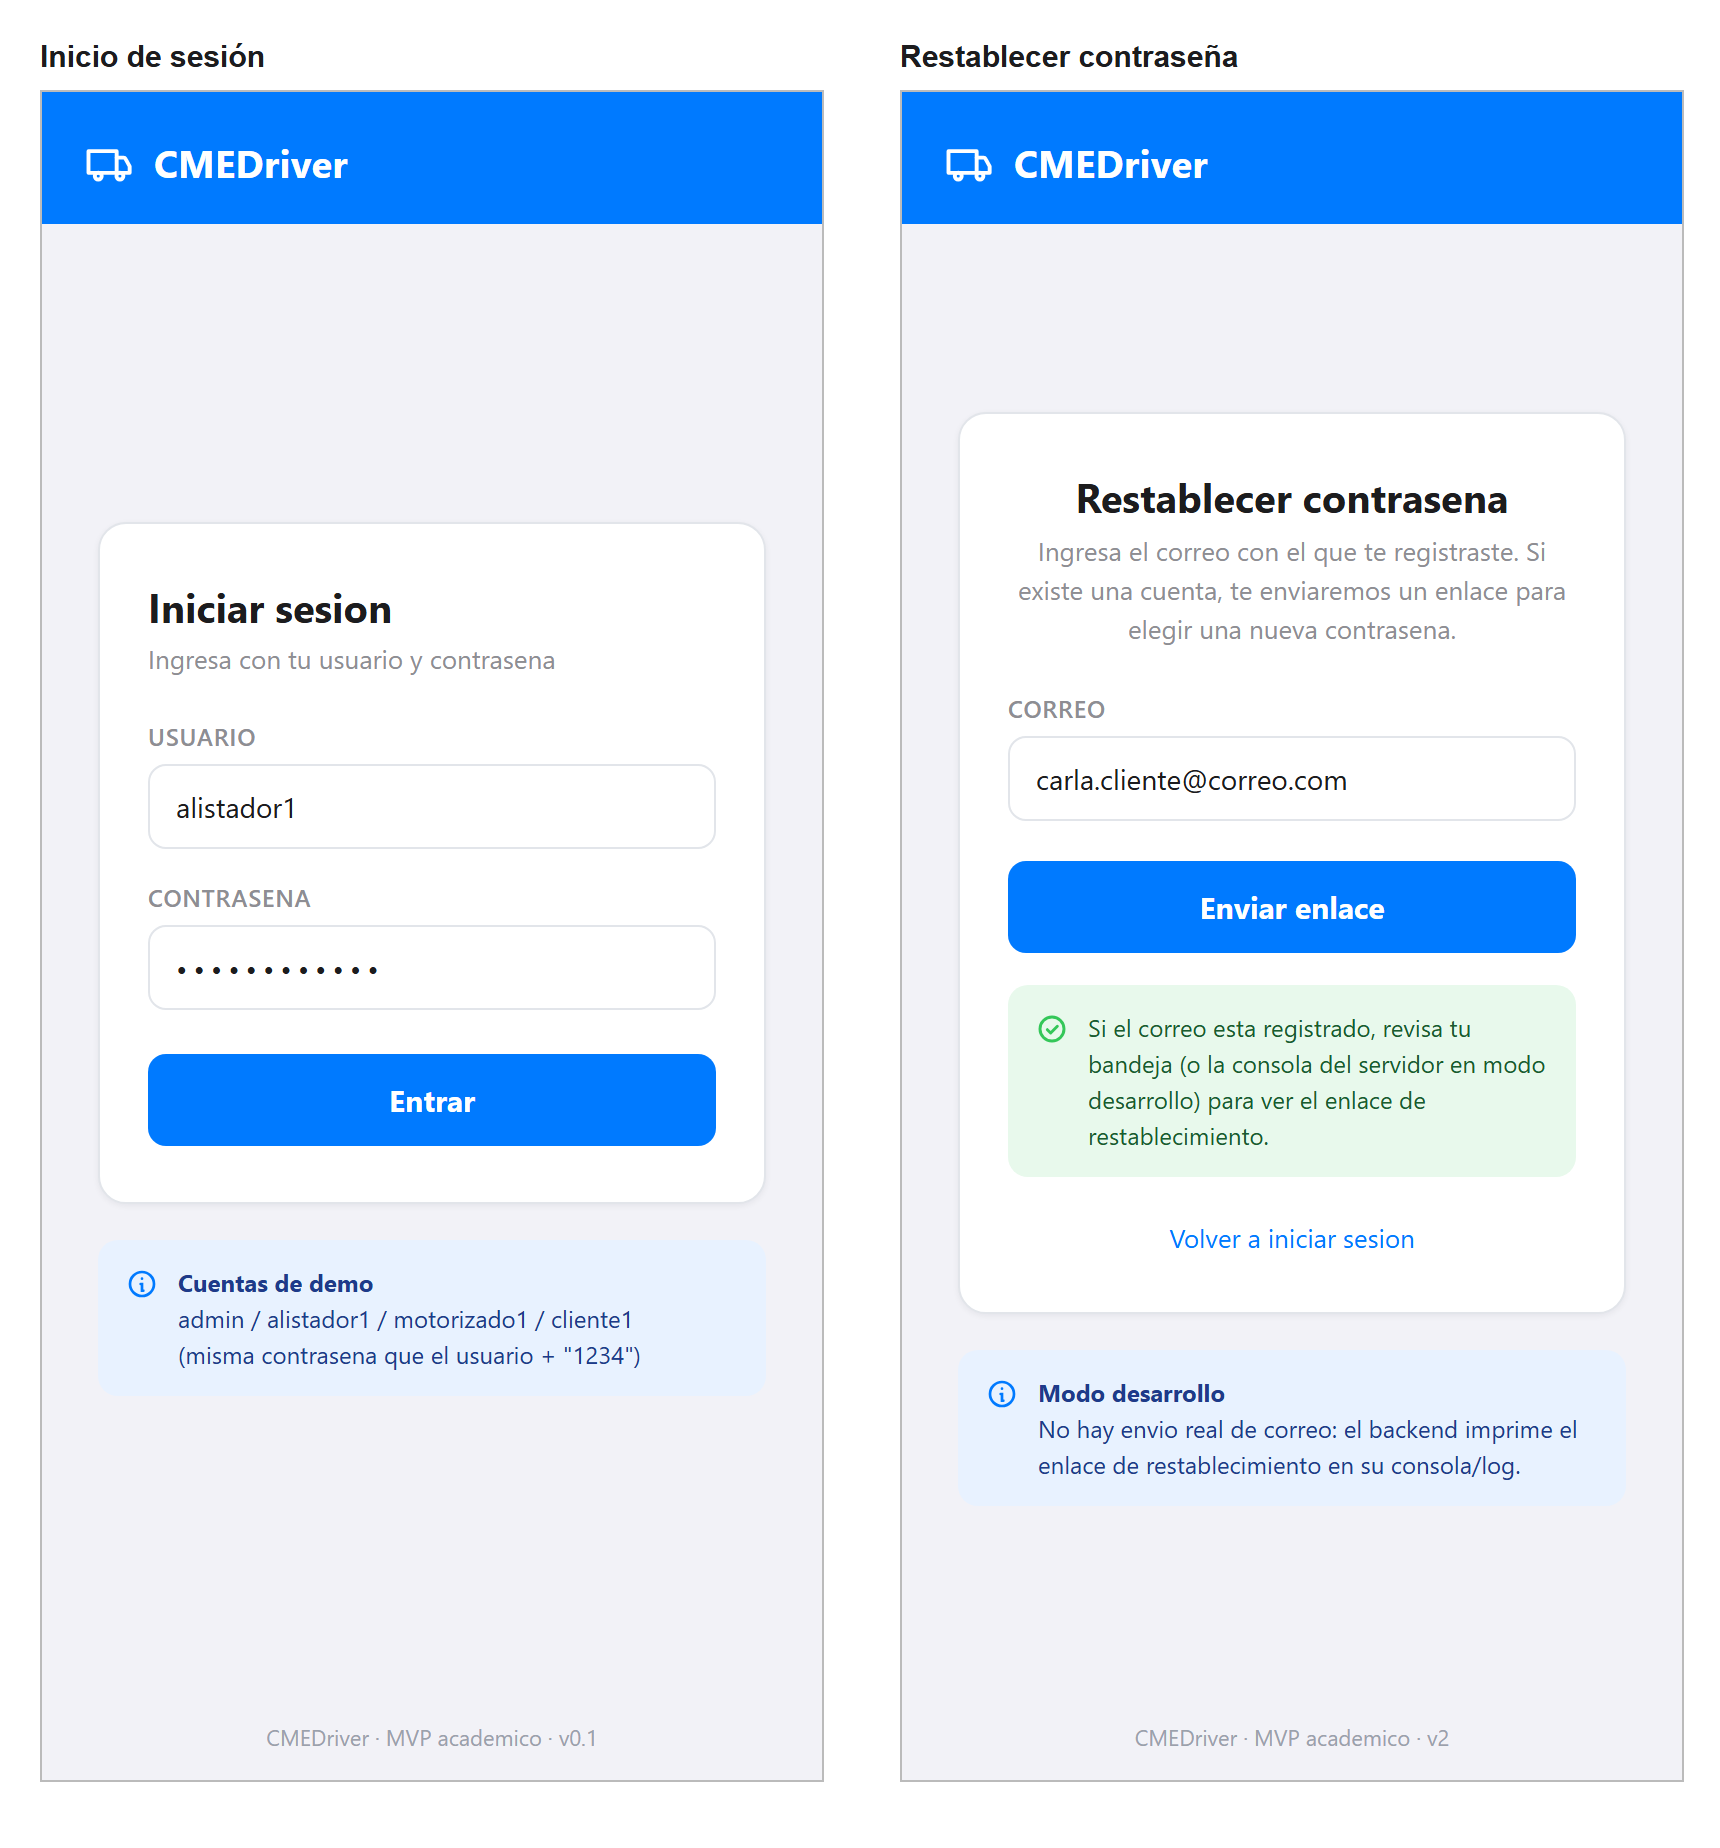 Inicio de sesión
CMEDriver
Iniciar sesion
Ingresa con tu usuario y contrasena
USUARIO
alistador1
CONTRASENA
••••••••••••
Entrar
Cuentas de demo
admin / alistador1 / motorizado1 / cliente1
(misma contrasena que el usuario + "1234")
CMEDriver · MVP academico · v0.1
Restablecer contraseña
CMEDriver
Restablecer contrasena
Ingresa el correo con el que te registraste. Si
existe una cuenta, te enviaremos un enlace para
elegir una nueva contrasena.
CORREO
carla.cliente@correo.com
Enviar enlace
Si el correo esta registrado, revisa tu
bandeja (o la consola del servidor en modo
desarrollo) para ver el enlace de
restablecimiento.
Volver a iniciar sesion
Modo desarrollo
No hay envio real de correo: el backend imprime el
enlace de restablecimiento en su consola/log.
CMEDriver · MVP academico · v2